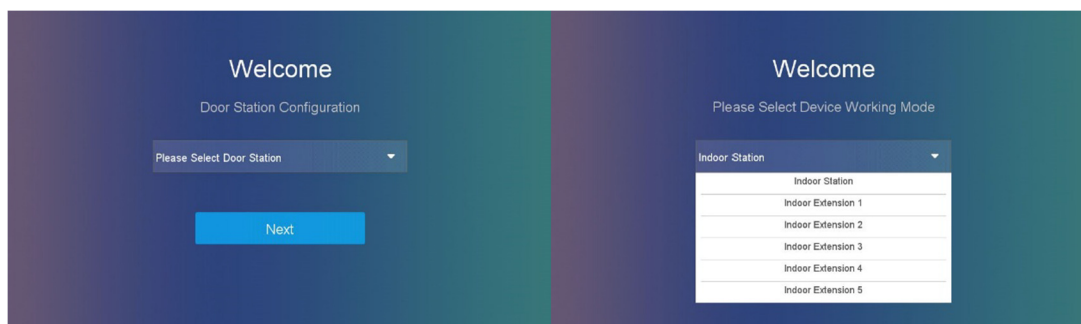 Welcome
Door Station Configuration
Please Select Door Station
Next
Welcome
Please Select Device Working Mode
Indoor Station
Indoor Station
Indoor Extension 1
Indoor Extension 2
Indoor Extension 3
Indoor Extension 4
Indoor Extension 5